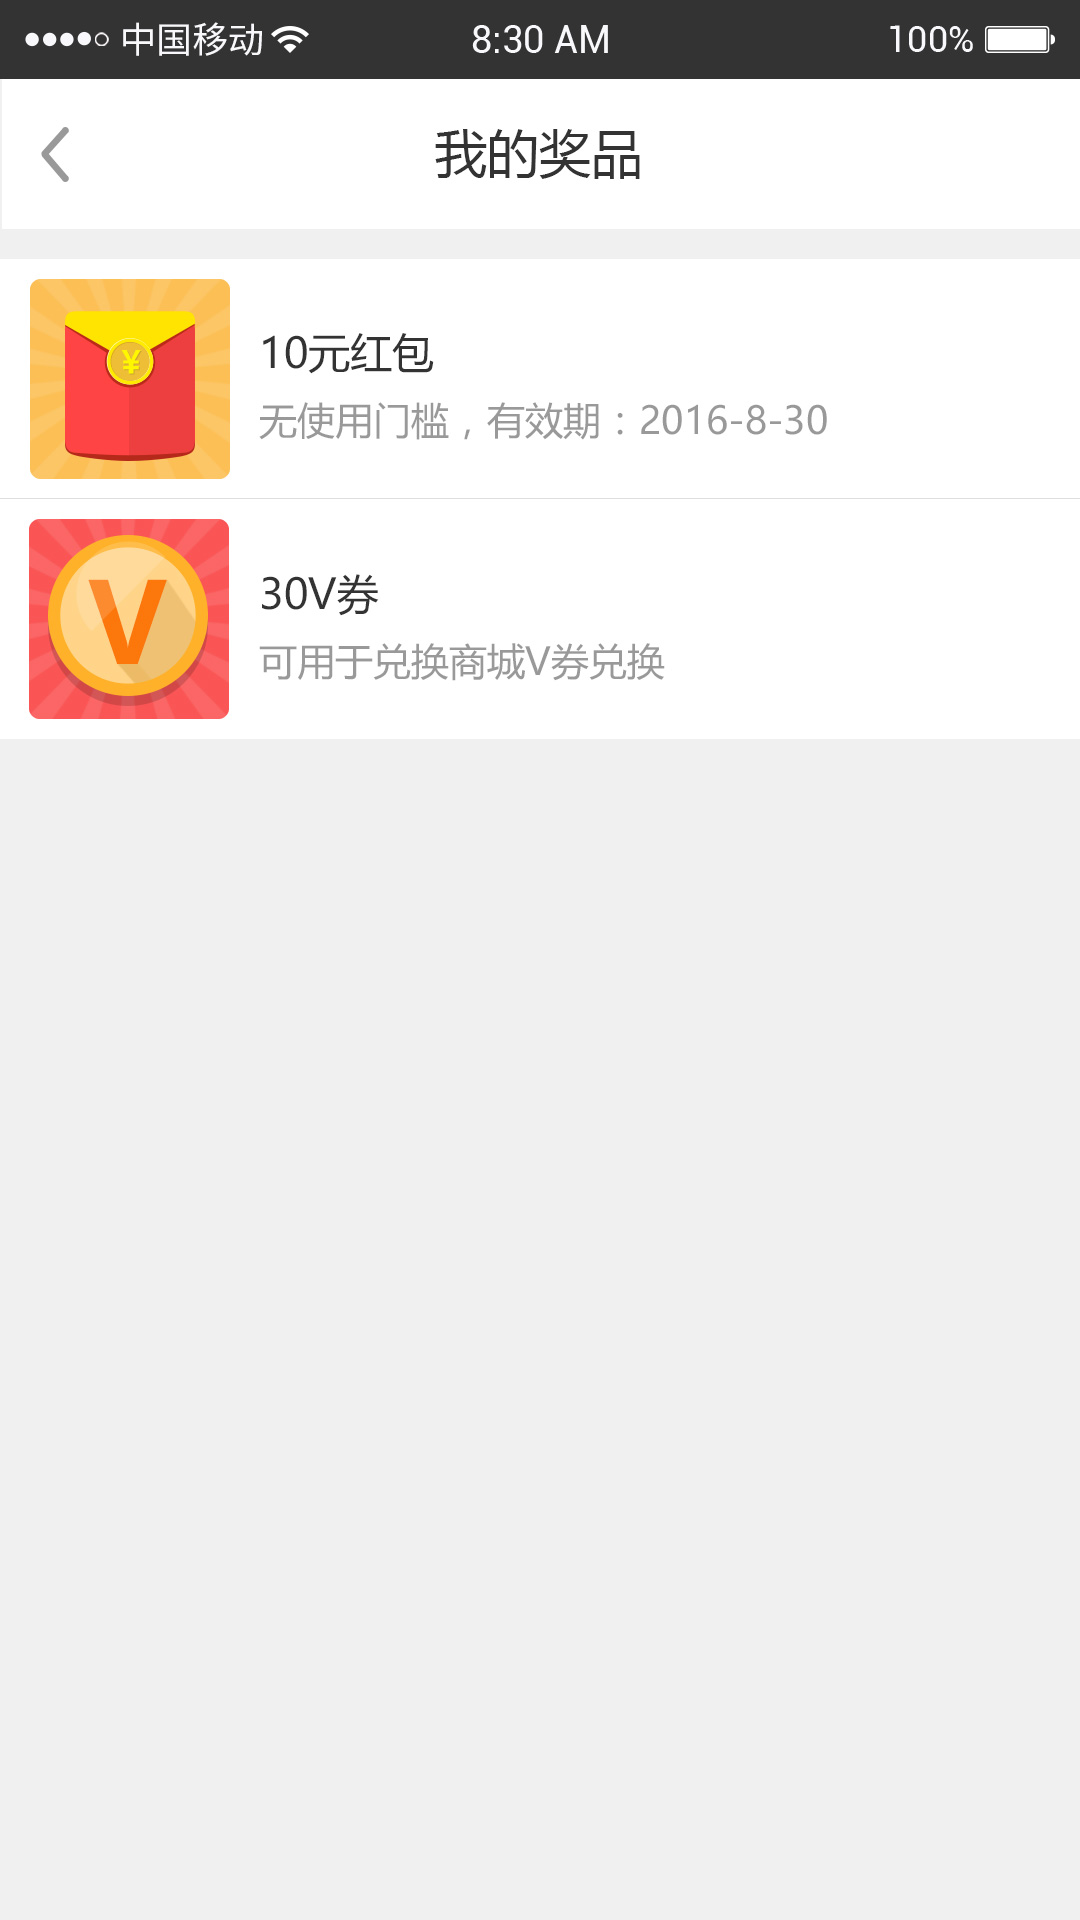 中国移动 8:30 AM 100%
我的奖品
¥
10元红包
无使用门槛，有效期：2016-8-30
V
30V券
可用于兑换商城V券兑换